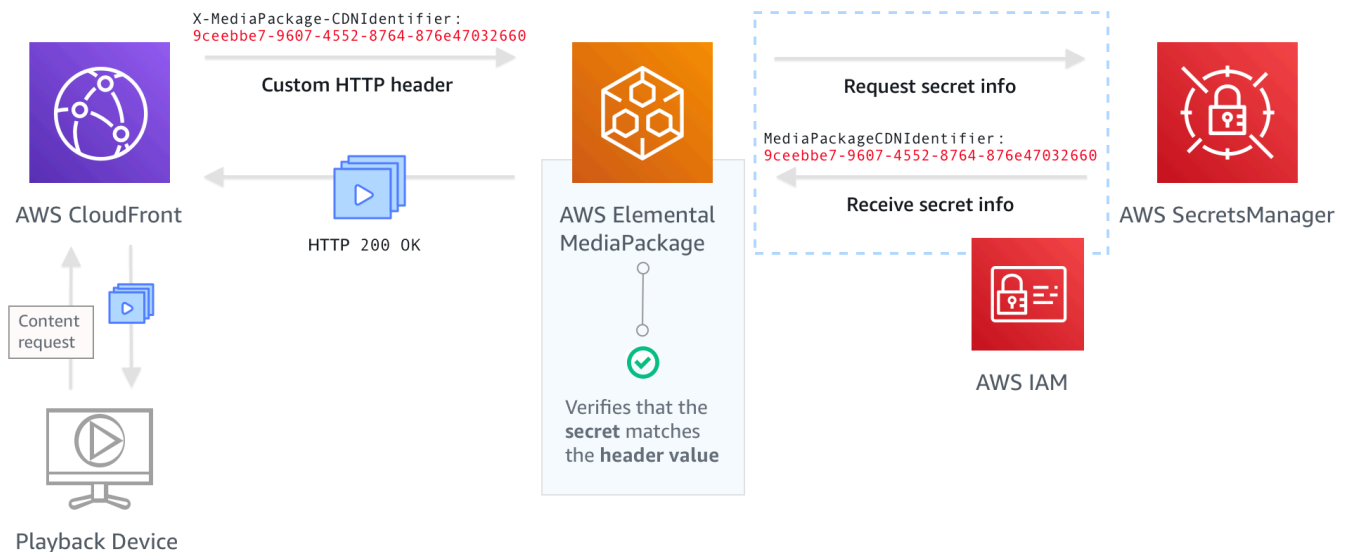 X-MediaPackage-CDNIdentifier:
9ceebbe7-9607-4552-8764-876e47032660
Custom HTTP header
Request secret info
MediaPackageCDNIdentifier:
9ceebbe7-9607-4552-8764-876e47032660
Receive secret info
AWS CloudFront
HTTP 200 OK
AWS Elemental
MediaPackage
AWS SecretsManager
Content
request
AWS IAM
Verifies that the
secret matches
the header value
Playback Device